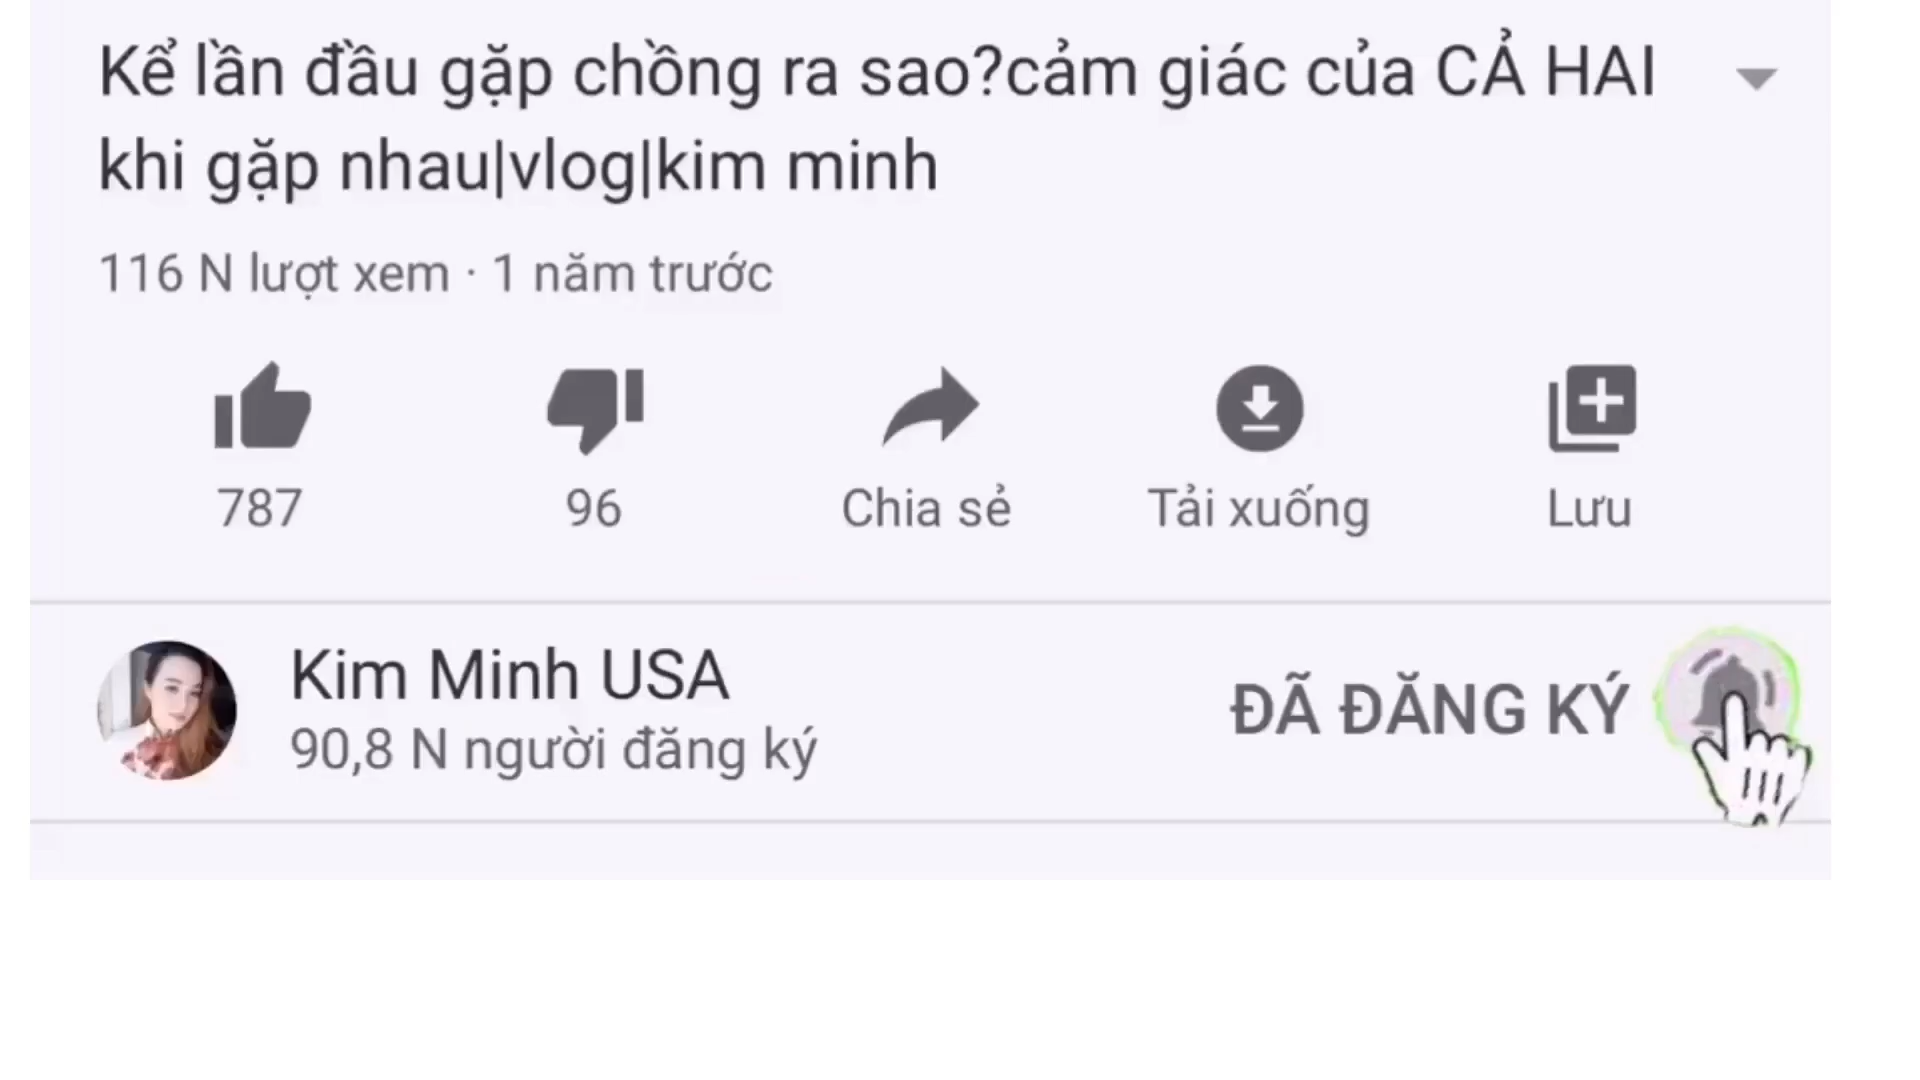 Kể lần đầu gặp chồng ra sao?cảm giác của CẢ HAI
khi gặp nhau|vlog|kim minh
116 N lượt xem · 1 năm trước
787
96
Chia sẻ
Tải xuống
Lưu
Kim Minh USA
90,8 N người đăng ký
ĐÃ ĐĂNG KÝ